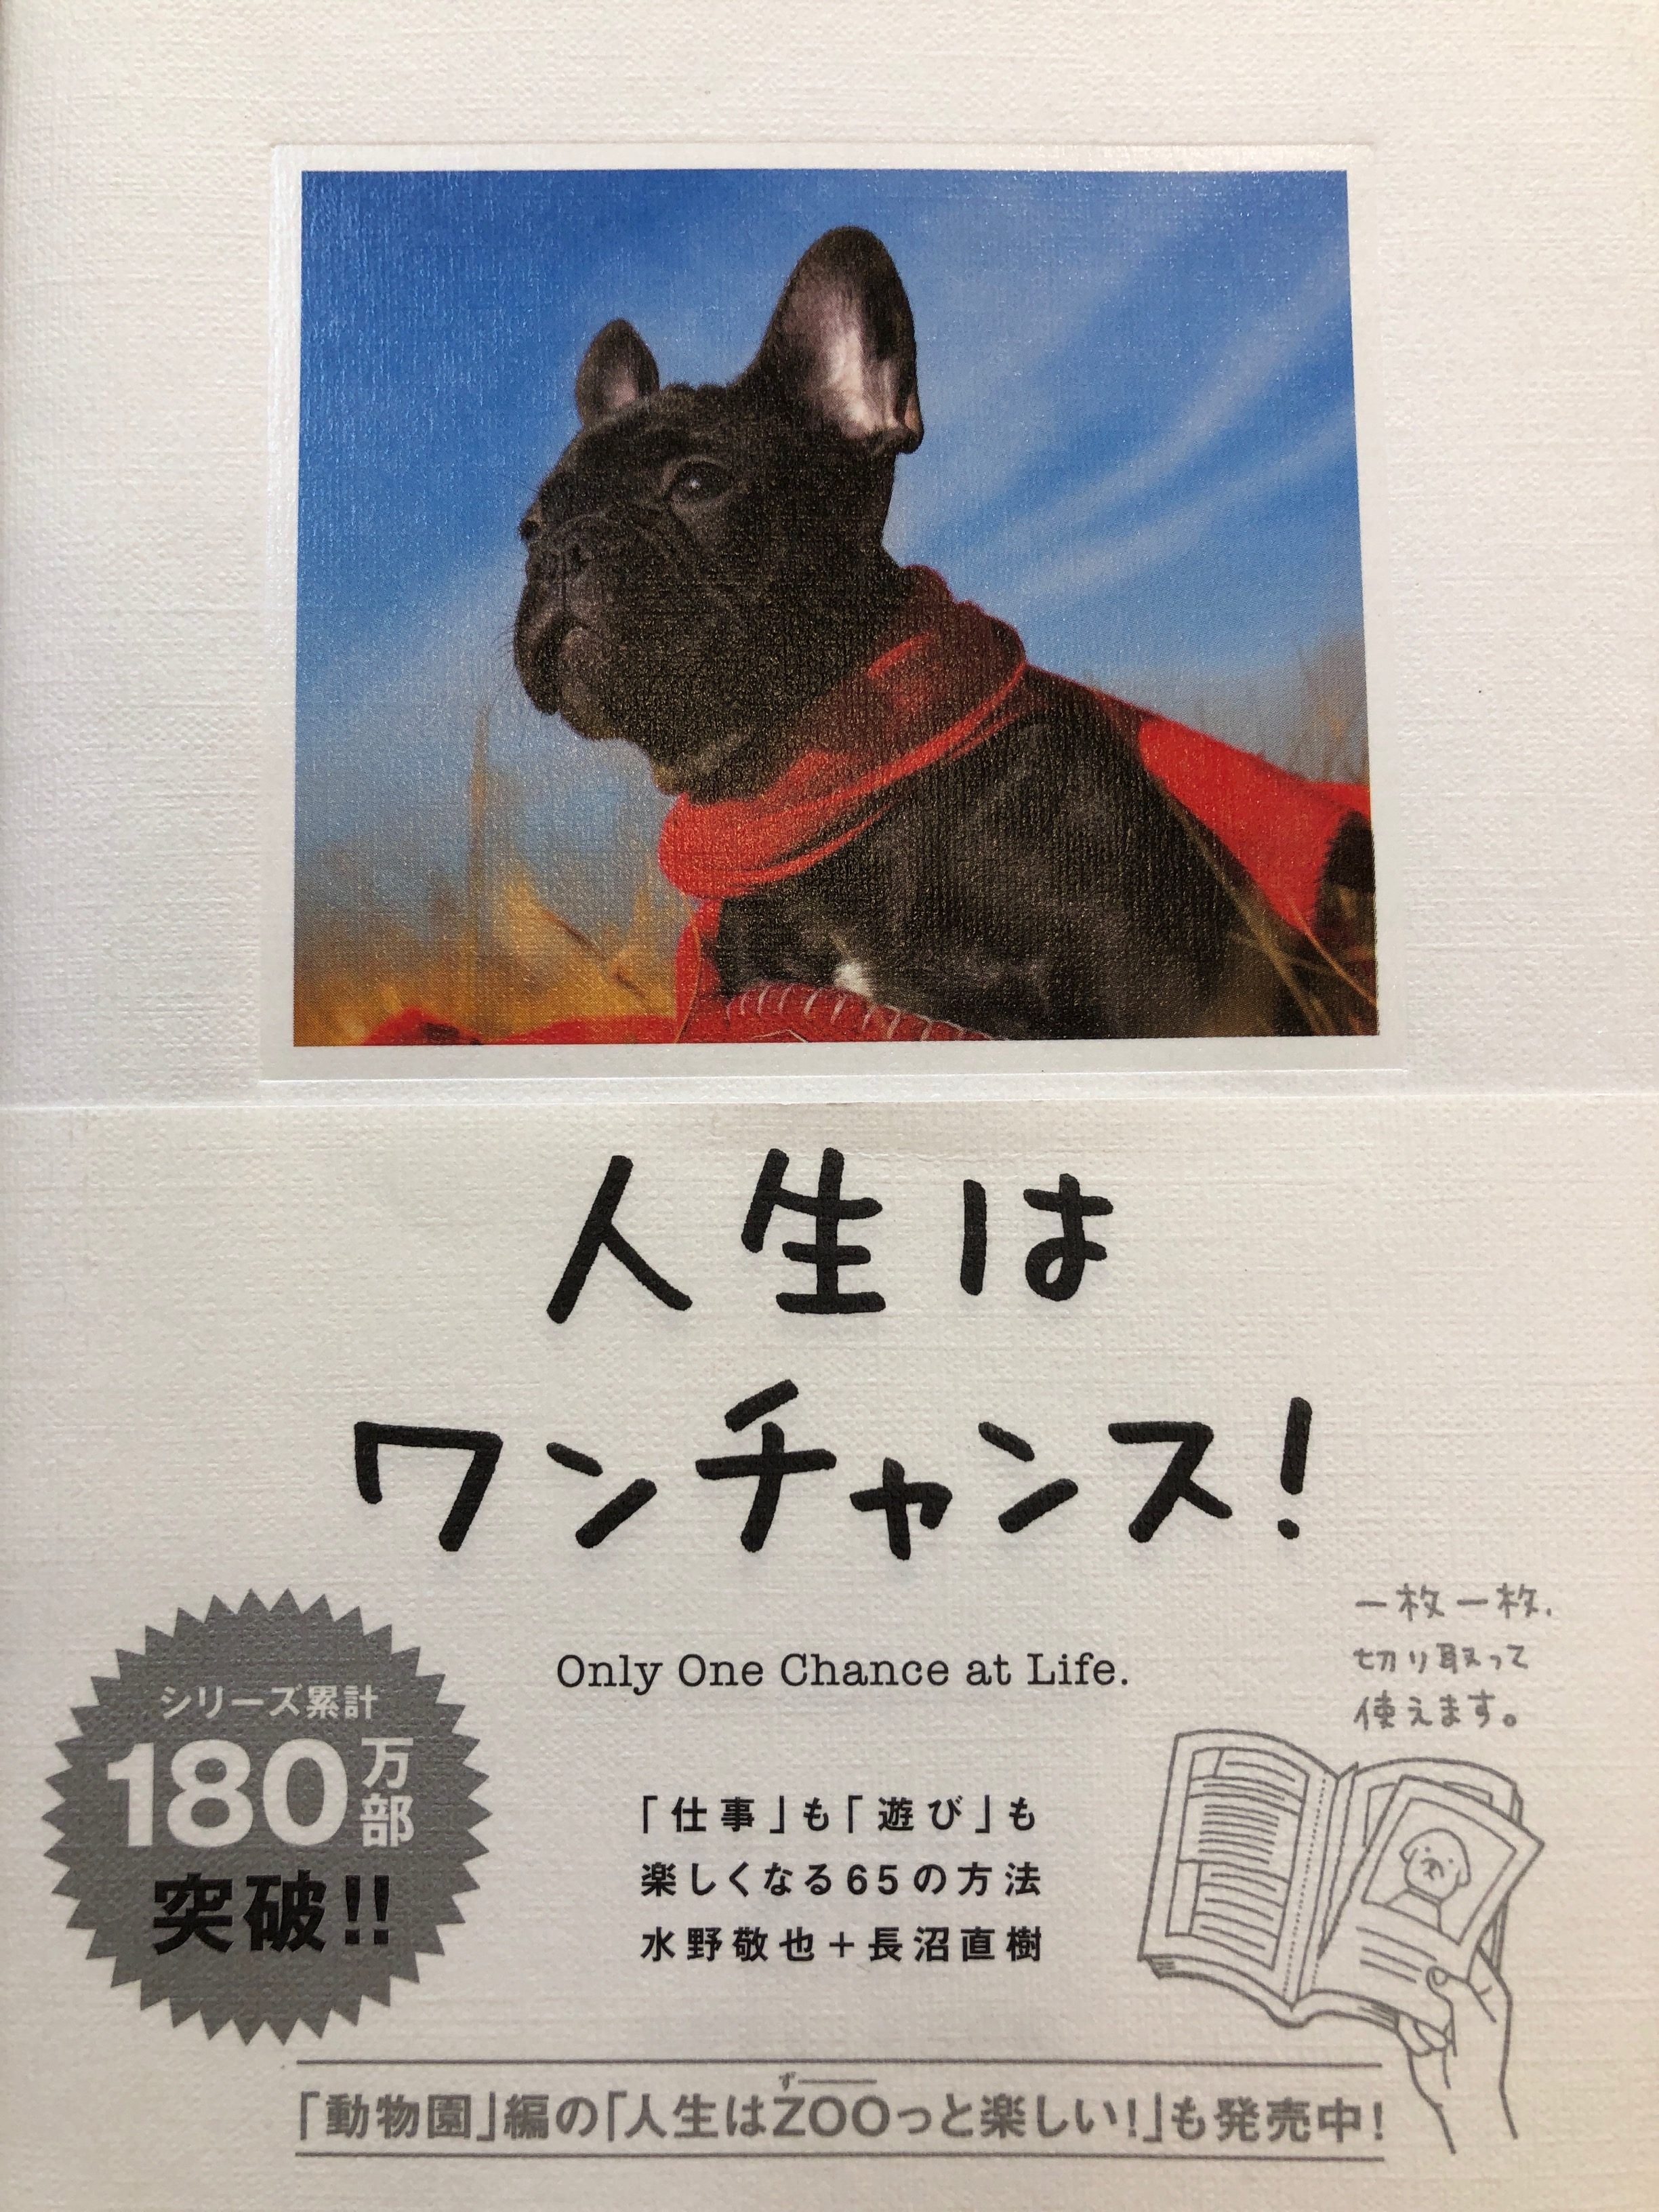 人生は
ワンチャンス!
Only One Chance at Life.
一枚一枚、
切り取って
使えます。
シリーズ累計
180万部
突破!!
「仕事」も「遊び」も
楽しくなる65の方法
水野敬也+長沼直樹
ずー
「動物園」編の「人生はZOOっと楽しい!」も発売中!